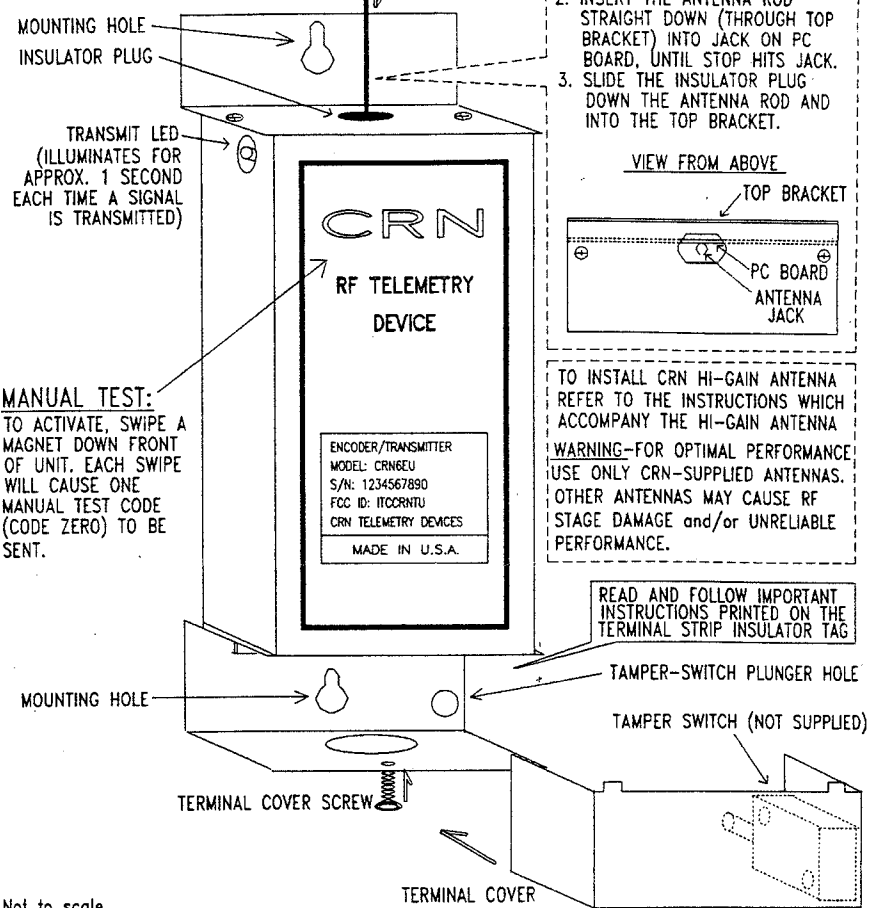 2. INSERT THE ANTENNA ROD
STRAIGHT DOWN (THROUGH TOP
BRACKET) INTO JACK ON PC
BOARD, UNTIL STOP HITS JACK.
3. SLIDE THE INSULATOR PLUG
DOWN THE ANTENNA ROD AND
INTO THE TOP BRACKET.
MOUNTING HOLE
INSULATOR PLUG
TRANSMIT LED
(ILLUMINATES FOR
APPROX. 1 SECOND
EACH TIME A SIGNAL
IS TRANSMITTED)
VIEW FROM ABOVE
TOP BRACKET
PC BOARD
ANTENNA
JACK
CRN
RF TELEMETRY
DEVICE
MANUAL TEST:
TO ACTIVATE, SWIPE A
MAGNET DOWN FRONT
OF UNIT. EACH SWIPE
WILL CAUSE ONE
MANUAL TEST CODE
(CODE ZERO) TO BE
SENT.
ENCODER/TRANSMITTER
MODEL: CRN6EU
S/N: 1234567890
FCC ID: ITCCRNTU
CRN TELEMETRY DEVICES
MADE IN U.S.A.
TO INSTALL CRN HI-GAIN ANTENNA
REFER TO THE INSTRUCTIONS WHICH
ACCOMPANY THE HI-GAIN ANTENNA
WARNING-FOR OPTIMAL PERFORMANCE
USE ONLY CRN-SUPPLIED ANTENNAS.
OTHER ANTENNAS MAY CAUSE RF
STAGE DAMAGE and/or UNRELIABLE
PERFORMANCE.
READ AND FOLLOW IMPORTANT
INSTRUCTIONS PRINTED ON THE
TERMINAL STRIP INSULATOR TAG
TAMPER-SWITCH PLUNGER HOLE
MOUNTING HOLE
TAMPER SWITCH (NOT SUPPLIED)
TERMINAL COVER SCREW
TERMINAL COVER
Not to scale